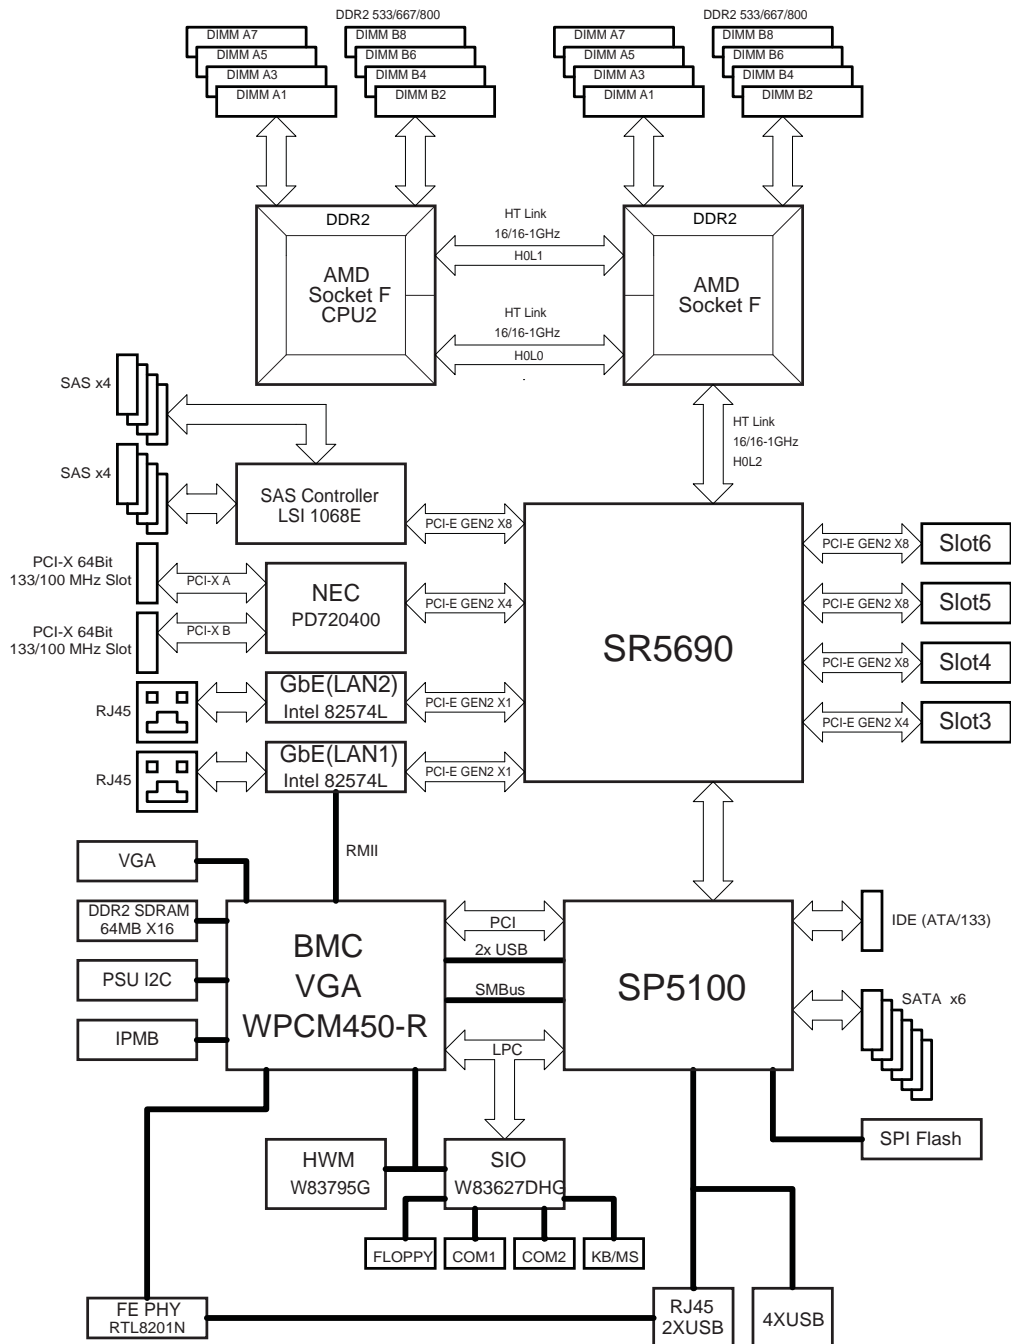 DDR2 533/667/800
DDR2 533/667/800
DIMM A7
DIMM A5
DIMM A3
DIMM A1
DIMM B8
DIMM B6
DIMM B4
DIMM B2
DIMM A7
DIMM A5
DIMM A3
DIMM A1
DIMM B8
DIMM B6
DIMM B4
DIMM B2
DDR2
AMD
Socket F
CPU2
HT Link
16/16-1GHz
H0L1
HT Link
16/16-1GHz
H0L0
DDR2
AMD
Socket F
HT Link
16/16-1GHz
H0L2
SAS x4
SAS x4
SAS Controller
LSI 1068E
PCI-E GEN2 X8
PCI-X 64Bit
133/100 MHz Slot
PCI-X A
PCI-X 64Bit
133/100 MHz Slot
PCI-X B
NEC
PD720400
PCI-E GEN2 X4
RJ45
GbE(LAN2)
Intel 82574L
PCI-E GEN2 X1
RJ45
GbE(LAN1)
Intel 82574L
PCI-E GEN2 X1
SR5690
PCI-E GEN2 X8
Slot6
PCI-E GEN2 X8
Slot5
PCI-E GEN2 X8
Slot4
PCI-E GEN2 X4
Slot3
RMII
VGA
DDR2 SDRAM
64MB X16
PSU I2C
IPMB
BMC
VGA
WPCM450-R
PCI
2x USB
SMBus
LPC
SP5100
IDE (ATA/133)
SATA x6
SPI Flash
HWM
W83795G
SIO
W83627DHG
FLOPPY
COM1
COM2
KB/MS
FE PHY
RTL8201N
RJ45
2XUSB
4XUSB